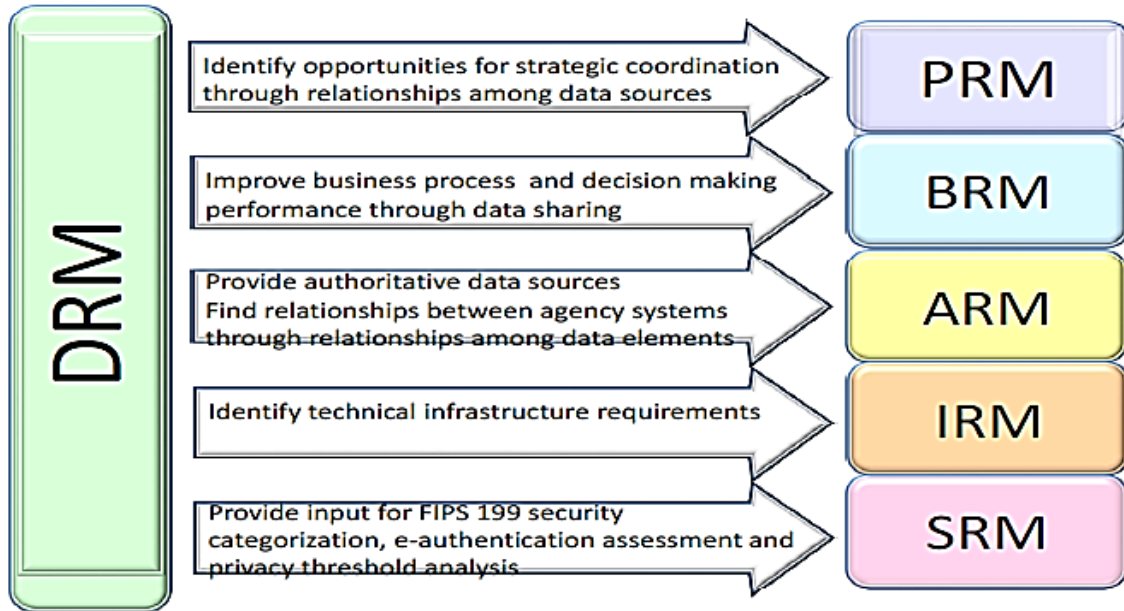 DRM
Identify opportunities for strategic coordination
through relationships among data sources
PRM
Improve business process and decision making
performance through data sharing
BRM
Provide authoritative data sources
Find relationships between agency systems
through relationships among data elements
ARM
Identify technical infrastructure requirements
IRM
Provide input for FIPS 199 security
categorization, e-authentication assessment and
privacy threshold analysis
SRM